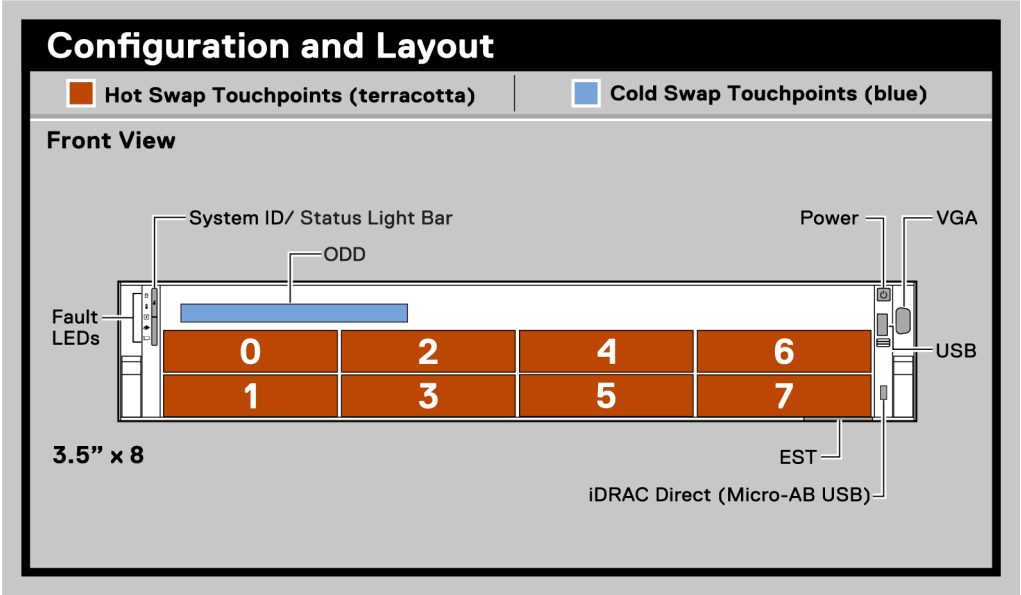 Configuration and Layout
Hot Swap Touchpoints (terracotta)
Cold Swap Touchpoints (blue)
Front View
System ID/ Status Light Bar
Power
VGA
ODD
Fault
LEDs
USB
0 2 4 6
1 3 5 7
3.5” x 8
EST
iDRAC Direct (Micro-AB USB)